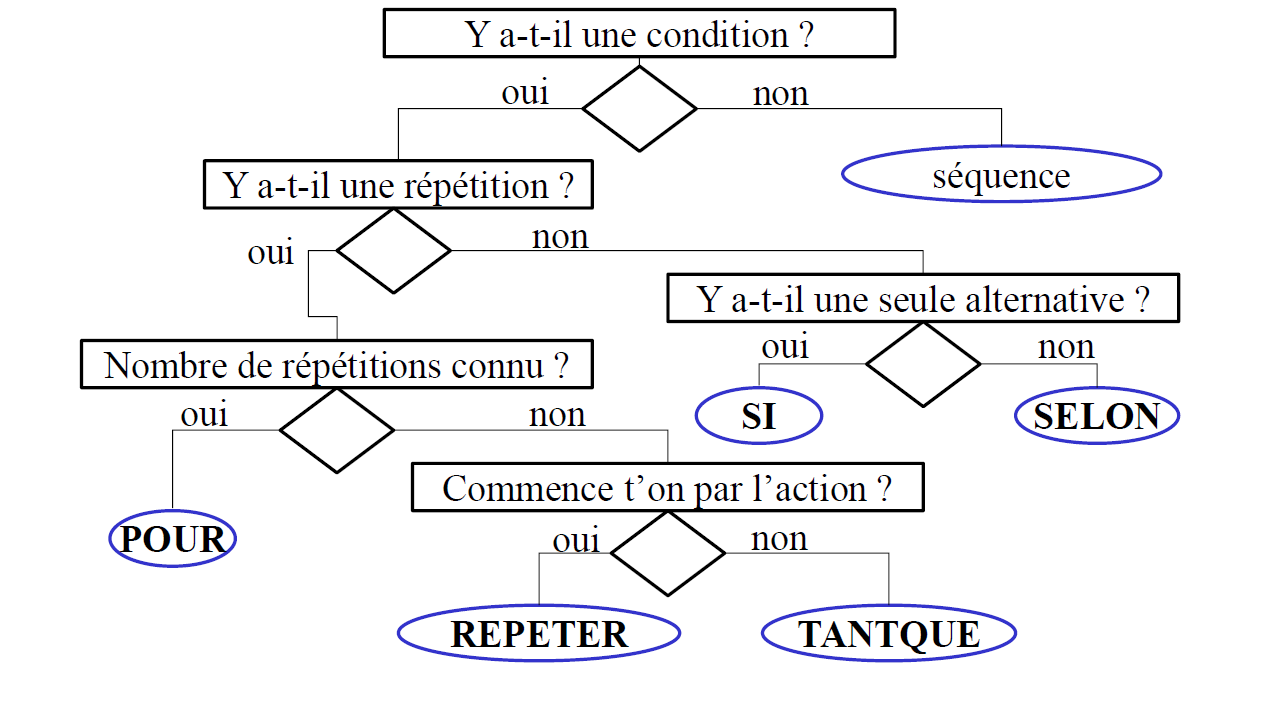 Y a-t-il une condition ?
oui
non
Y a-t-il une répétition ?
séquence
oui
non
Y a-t-il une seule alternative ?
oui
non
Nombre de répétitions connu ?
SI
SELON
oui
non
Commence t’on par l’action ?
POUR
oui
non
REPETER
TANTQUE